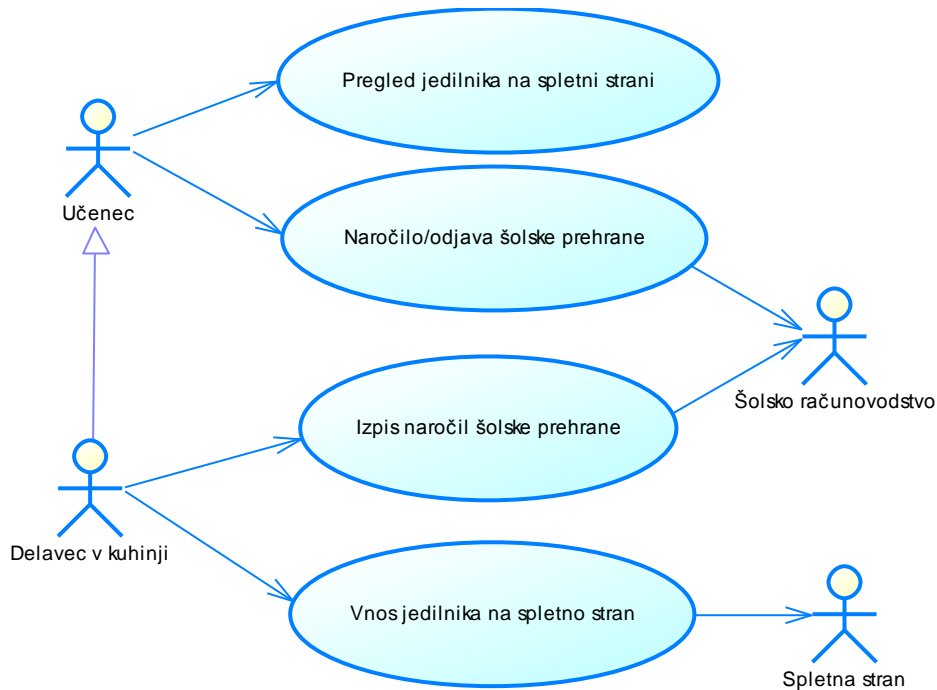 Pregled jedilnika na spletni strani
Učenec
Naročilo/odjava šolske prehrane
Šolsko računovodstvo
Izpis naročil šolske prehrane
Delavec v kuhinji
Vnos jedilnika na spletno stran
Spletna stran